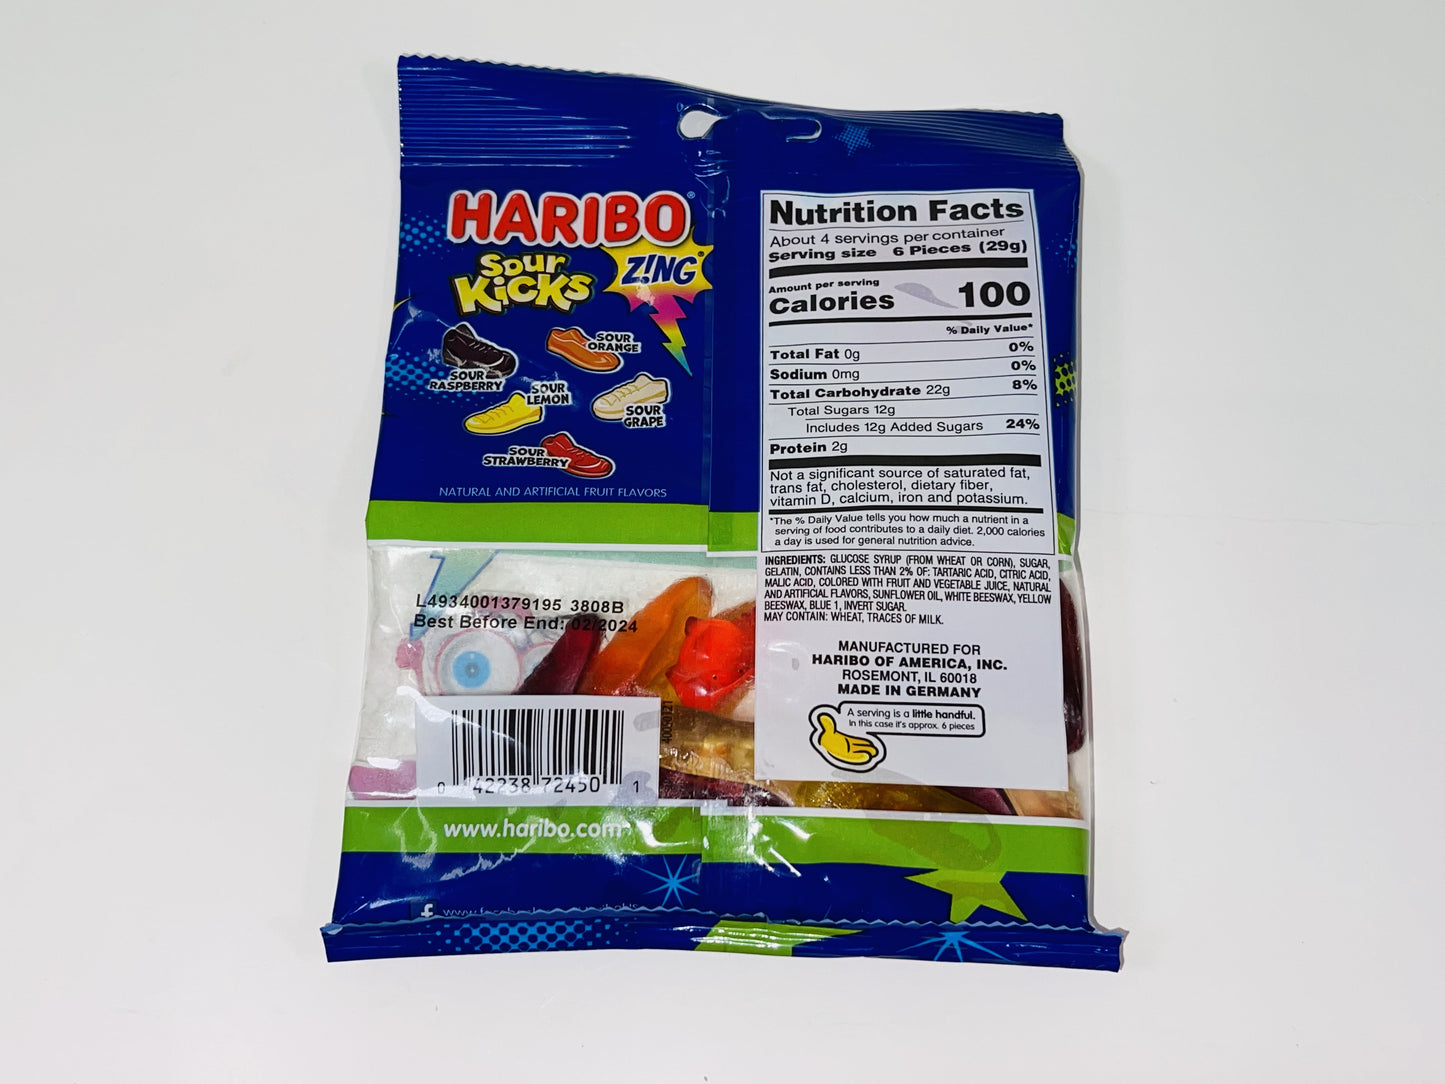 HARIBO®
Sour
Kicks
Z!NG®
SOUR
RASPBERRY
SOUR
ORANGE
SOUR
LEMON
SOUR
GRAPE
SOUR
STRAWBERRY
NATURAL AND ARTIFICIAL FRUIT FLAVORS
L4934001379195 3808B
Best Before End: 02/2024
4005021
0 42238 72450 1
www.haribo.com
f
Nutrition Facts
About 4 servings per container
Serving size 6 Pieces (29g)
Amount per serving
Calories 100
% Daily Value*
Total Fat 0g 0%
Sodium 0mg 0%
Total Carbohydrate 22g 8%
Total Sugars 12g
Includes 12g Added Sugars 24%
Protein 2g
Not a significant source of saturated fat,
trans fat, cholesterol, dietary fiber,
vitamin D, calcium, iron and potassium.
*The % Daily Value tells you how much a nutrient in a
serving of food contributes to a daily diet. 2,000 calories
a day is used for general nutrition advice.
INGREDIENTS: GLUCOSE SYRUP (FROM WHEAT OR CORN), SUGAR,
GELATIN, CONTAINS LESS THAN 2% OF: TARTARIC ACID, CITRIC ACID,
MALIC ACID, COLORED WITH FRUIT AND VEGETABLE JUICE, NATURAL
AND ARTIFICIAL FLAVORS, SUNFLOWER OIL, WHITE BEESWAX, YELLOW
BEESWAX, BLUE 1, INVERT SUGAR.
MAY CONTAIN: WHEAT, TRACES OF MILK.
MANUFACTURED FOR
HARIBO OF AMERICA, INC.
ROSEMONT, IL 60018
MADE IN GERMANY
A serving is a little handful.
In this case it's approx. 6 pieces